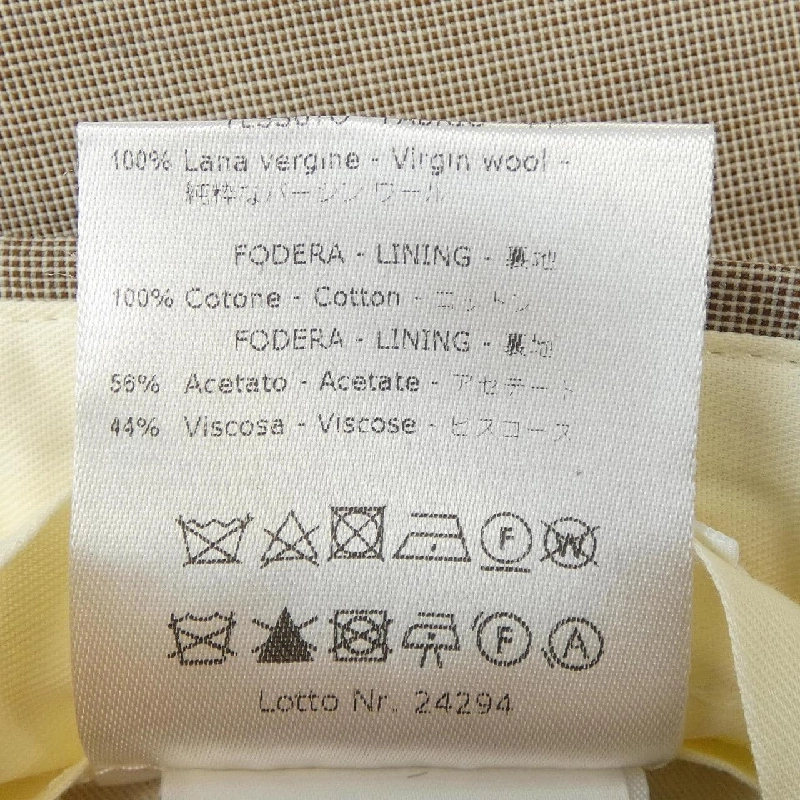 TESSUTO - FABRIC
100% Lana vergine - Virgin wool -
純粋なバージンウール
FODERA - LINING - 裏地
100% Cotone - Cotton - コットン
FODERA - LINING - 裏地
56% Acetato - Acetate - アセテート
44% Viscosa - Viscose - ビスコース
F W
F A
Lotto Nr. 24294